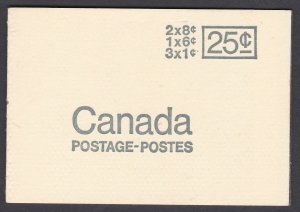 2x8¢
1x6¢
3x1¢
25¢
Canada
POSTAGE-POSTES